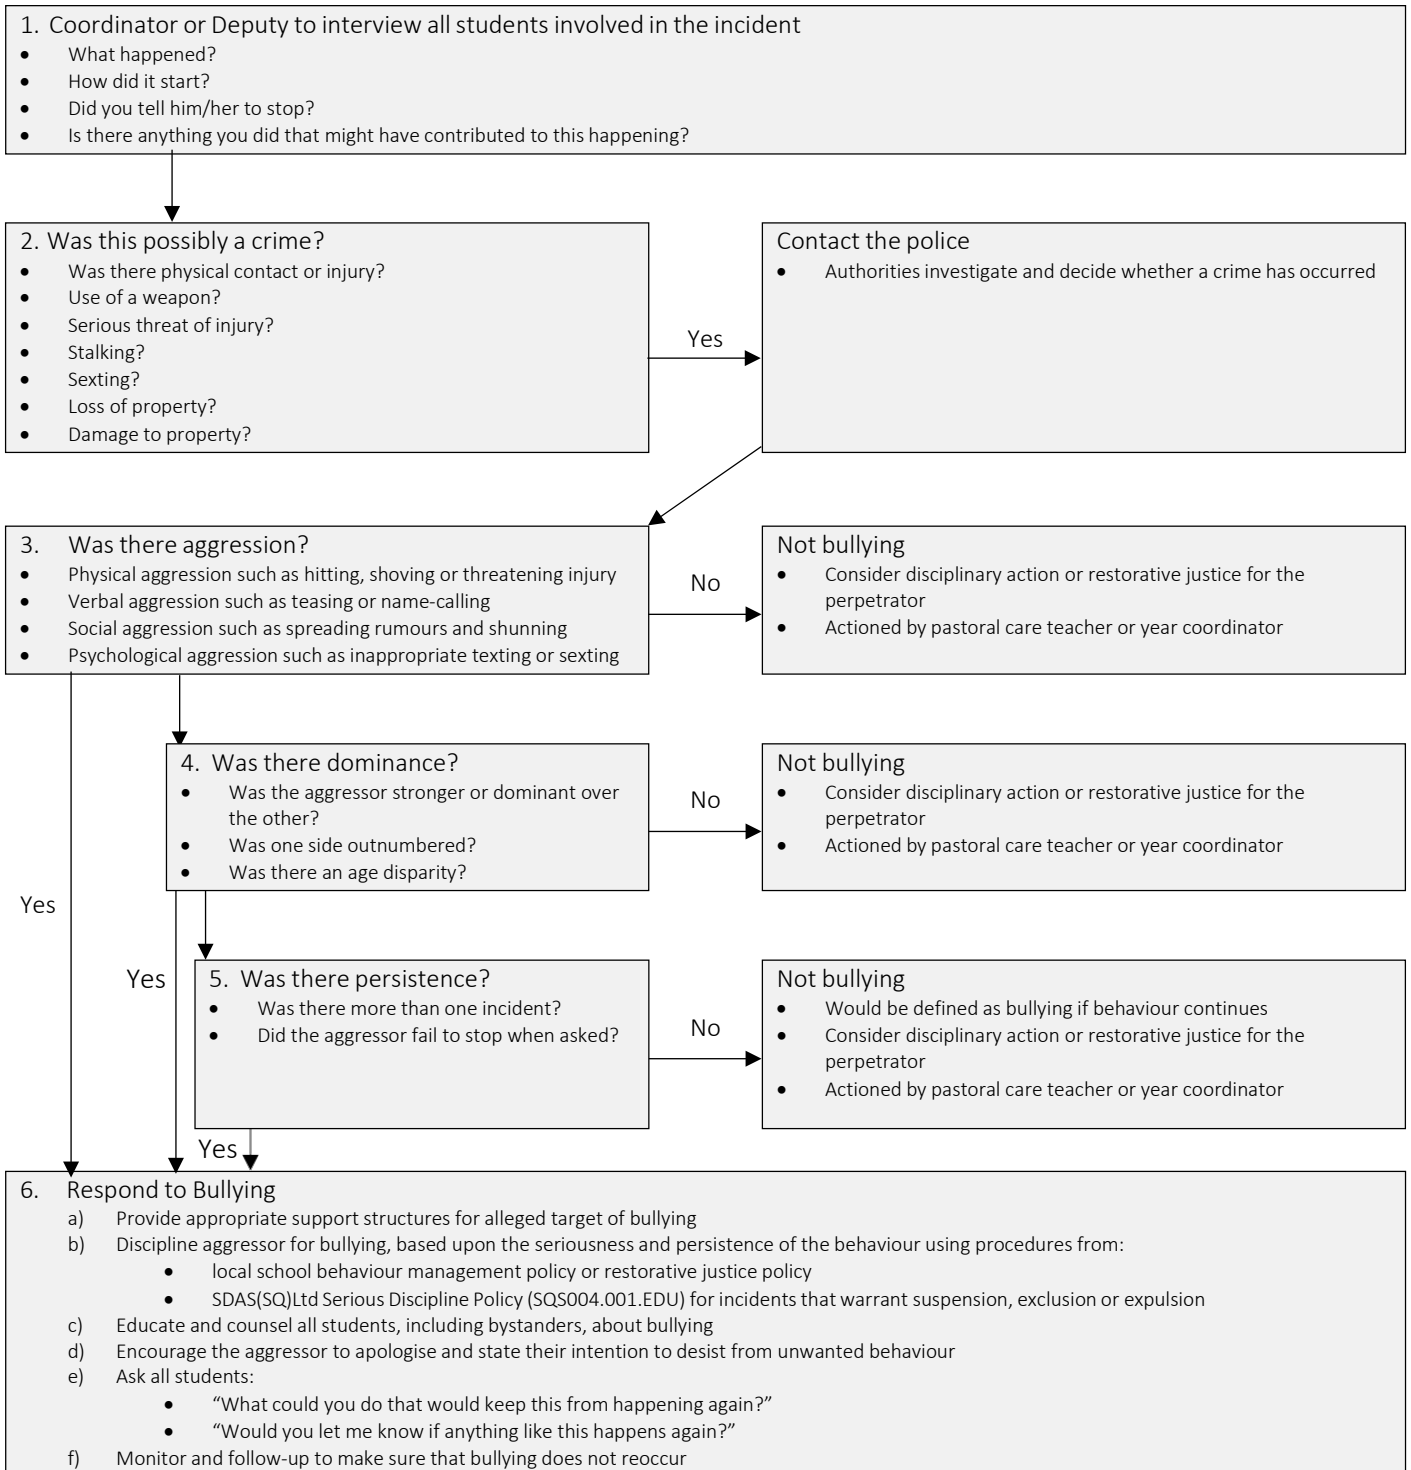 1. Coordinator or Deputy to interview all students involved in the incident
• What happened?
• How did it start?
• Did you tell him/her to stop?
• Is there anything you did that might have contributed to this happening?
2. Was this possibly a crime?
• Was there physical contact or injury?
• Use of a weapon?
• Serious threat of injury?
• Stalking?
• Sexting?
• Loss of property?
• Damage to property?
Yes
Contact the police
• Authorities investigate and decide whether a crime has occurred
3. Was there aggression?
• Physical aggression such as hitting, shoving or threatening injury
• Verbal aggression such as teasing or name-calling
• Social aggression such as spreading rumours and shunning
• Psychological aggression such as inappropriate texting or sexting
No
Not bullying
• Consider disciplinary action or restorative justice for the
perpetrator
• Actioned by pastoral care teacher or year coordinator
4. Was there dominance?
• Was the aggressor stronger or dominant over
the other?
• Was one side outnumbered?
• Was there an age disparity?
No
Not bullying
• Consider disciplinary action or restorative justice for the
perpetrator
• Actioned by pastoral care teacher or year coordinator
Yes
Yes
5. Was there persistence?
• Was there more than one incident?
• Did the aggressor fail to stop when asked?
No
Not bullying
• Would be defined as bullying if behaviour continues
• Consider disciplinary action or restorative justice for the
perpetrator
• Actioned by pastoral care teacher or year coordinator
Yes
6. Respond to Bullying
a) Provide appropriate support structures for alleged target of bullying
b) Discipline aggressor for bullying, based upon the seriousness and persistence of the behaviour using procedures from:
• local school behaviour management policy or restorative justice policy
• SDAS(SQ)Ltd Serious Discipline Policy (SQS004.001.EDU) for incidents that warrant suspension, exclusion or expulsion
c) Educate and counsel all students, including bystanders, about bullying
d) Encourage the aggressor to apologise and state their intention to desist from unwanted behaviour
e) Ask all students:
• “What could you do that would keep this from happening again?”
• “Would you let me know if anything like this happens again?”
f) Monitor and follow-up to make sure that bullying does not reoccur